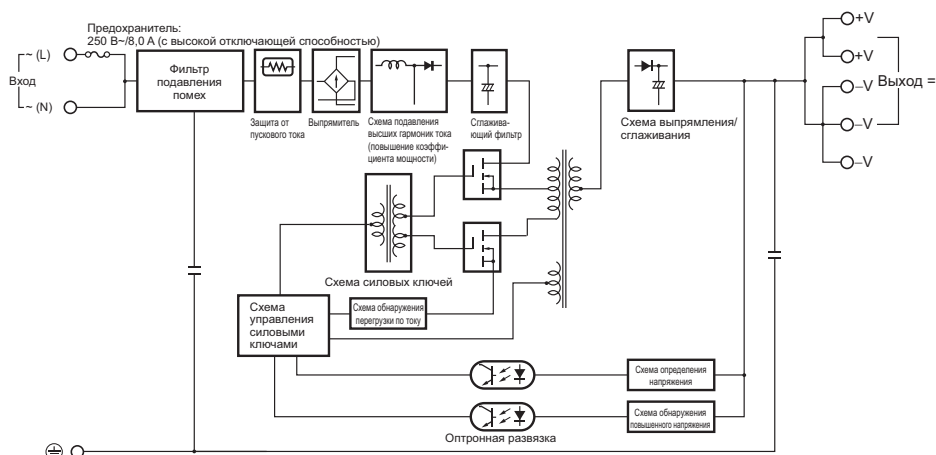 Предохранитель:
250 В~/8,0 А (с высокой отключающей способностью)
~ (L)
Вход
~ (N)
Фильтр
подавления
помех
Защита от
пускового тока
Выпрямитель
Схема подавления
высших гармоник тока
(повышение коэффи-
циента мощности)
Сглажива-
ющий фильтр
Схема выпрямления/
сглаживания
+V
+V
–V
Выход =
–V
–V
Схема силовых ключей
Схема
управления
силовыми
ключами
Схема обнаружения
перегрузки по току
Схема определения
напряжения
Схема обнаружения
повышенного напряжения
Оптронная развязка